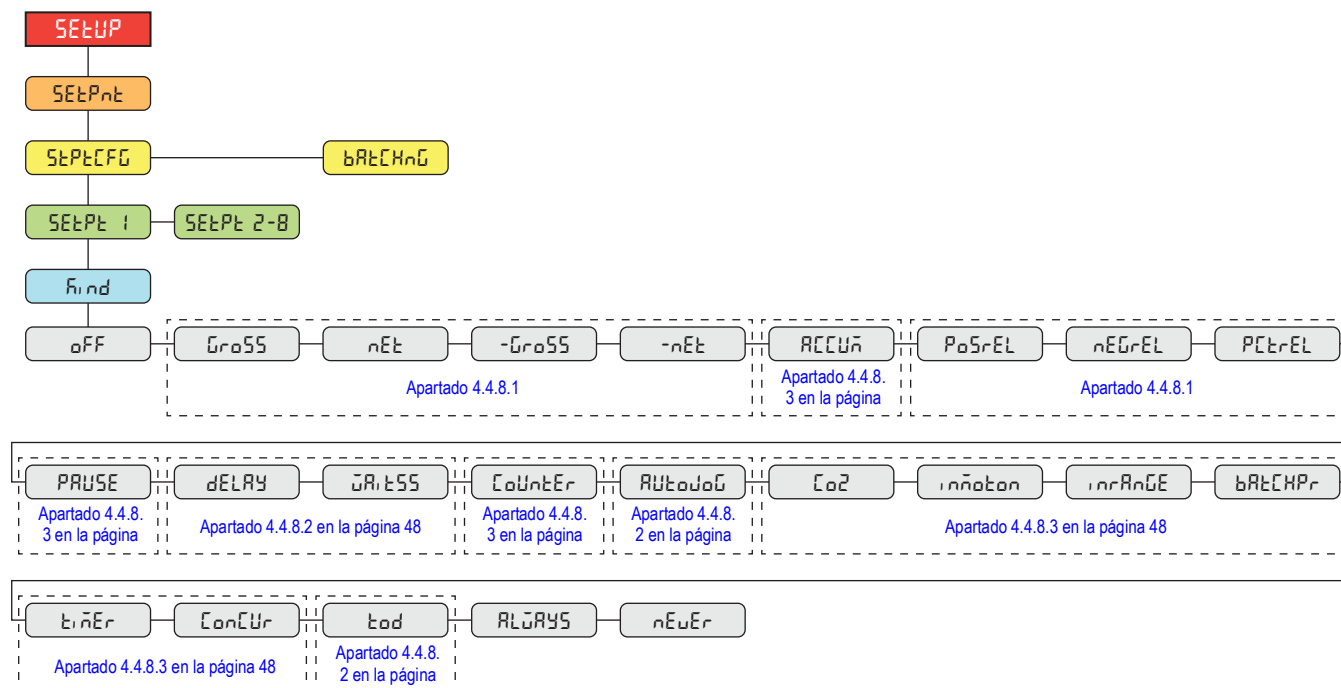 SEtUP
SEtPnt
StPtCFG
bAtCHnG
SEtPt 1
SEtPt 2-8
Kind
oFF
GroSS
nEt
-GroSS
-nEt
ACCUM
PoSrEL
nEGrEL
PCtrEL
Apartado 4.4.8.1
Apartado 4.4.8.
3 en la página
Apartado 4.4.8.1
PAUSE
dELAY
WAitSS
CoUntEr
AUtoJoG
CoZ
inMoton
inrAnGE
bAtCHPr
Apartado 4.4.8.
3 en la página
Apartado 4.4.8.2 en la página 48
Apartado 4.4.8.
3 en la página
Apartado 4.4.8.
2 en la página
Apartado 4.4.8.3 en la página 48
tiMEr
ConCUr
tod
ALWAYS
nEvEr
Apartado 4.4.8.3 en la página 48
Apartado 4.4.8.
2 en la página